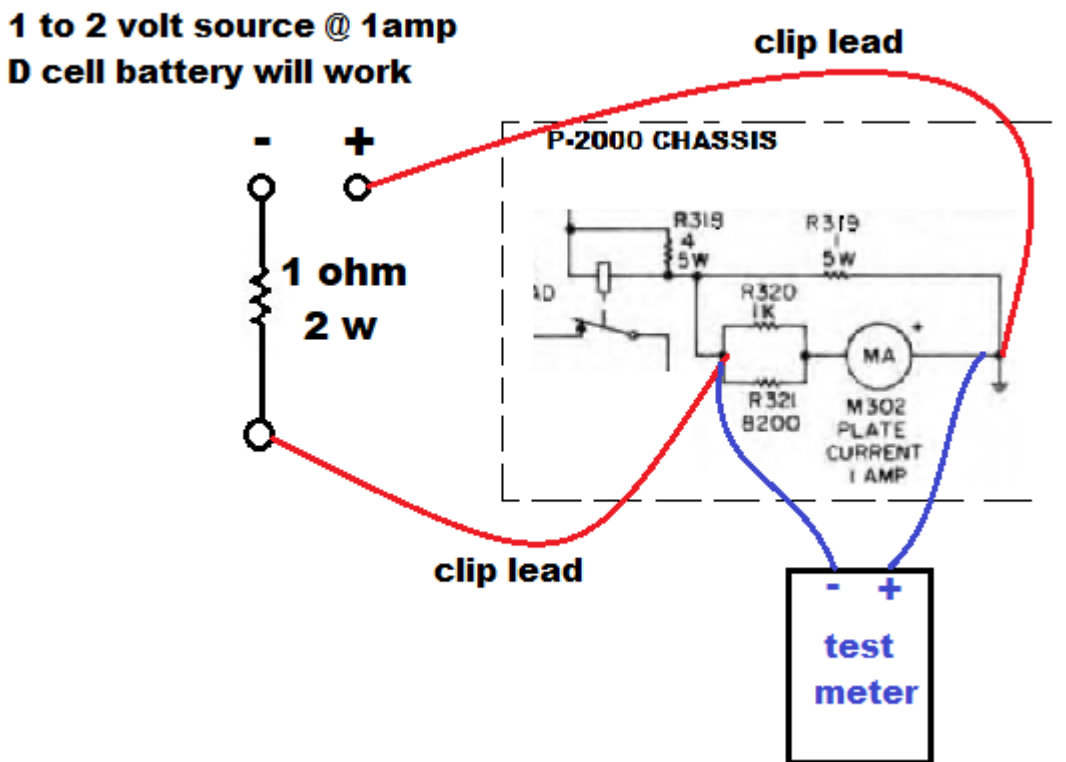 1 to 2 volt source @ 1amp
D cell battery will work
clip lead
- +
P-2000 CHASSIS
1 ohm
2 w
R318
4
5W
R319
1
5W
AD
R320
1K
+
MA
R321
8200
M302
PLATE
CURRENT
1 AMP
clip lead
- +
test
meter